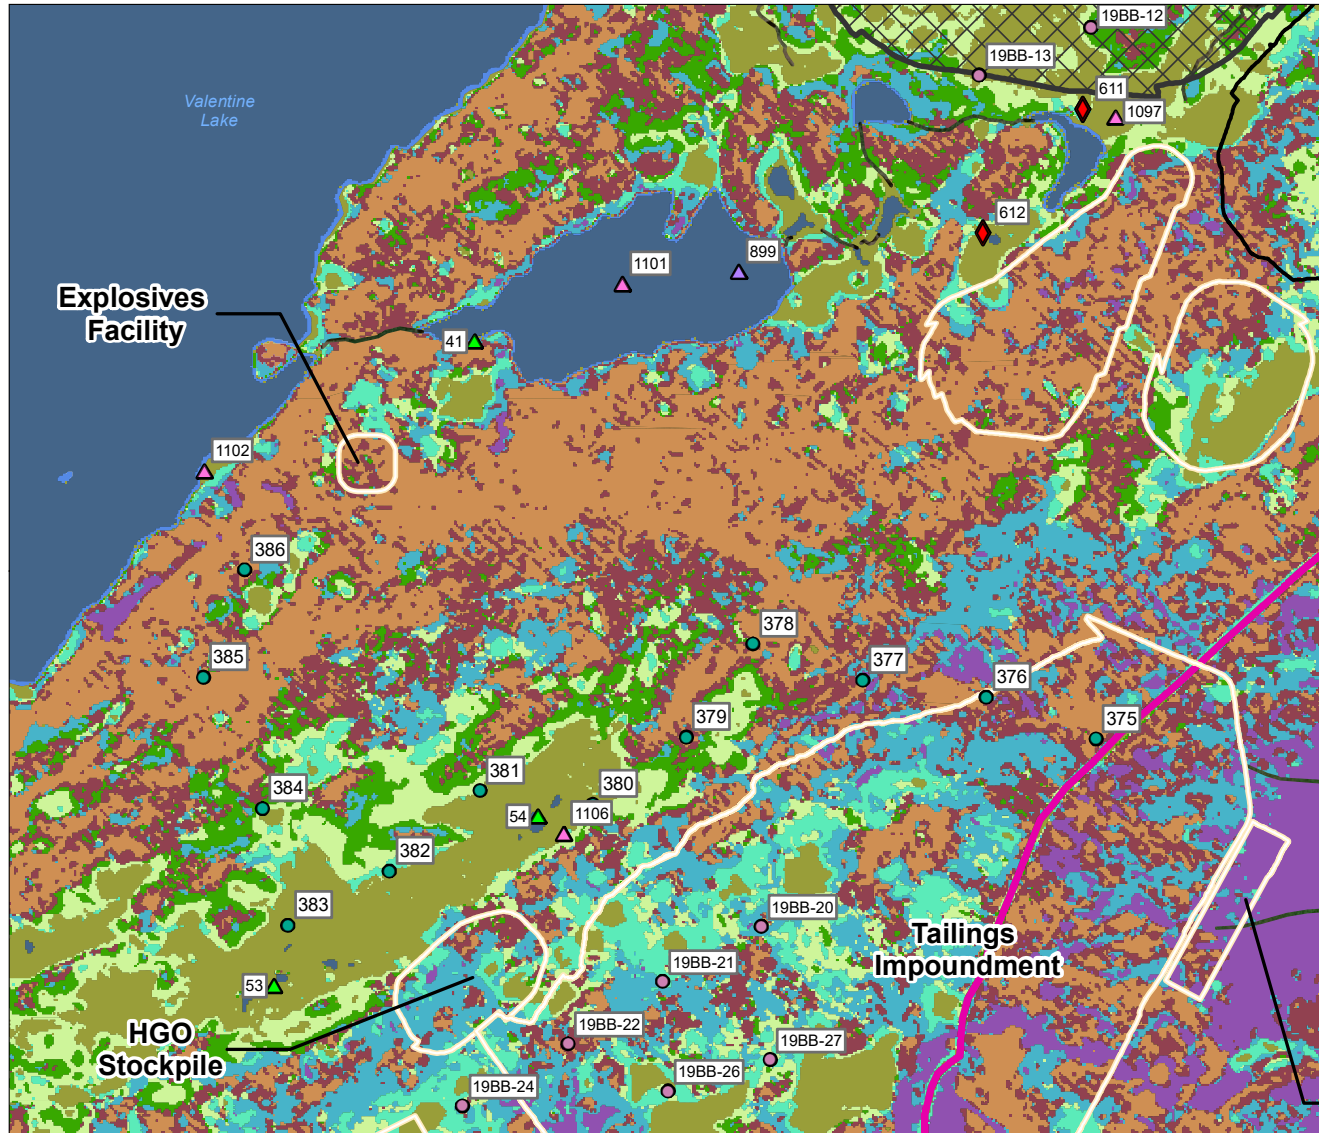 19BB-12
19BB-13
611
1097
Valentine
Lake
612
899
1101
Explosives
Facility
41
1102
386
378
385
377
376
379
375
381
380
384
54
1106
382
383
19BB-20
Tailings
Impoundment
19BB-21
53
HGO
Stockpile
19BB-22
19BB-27
19BB-26
19BB-24